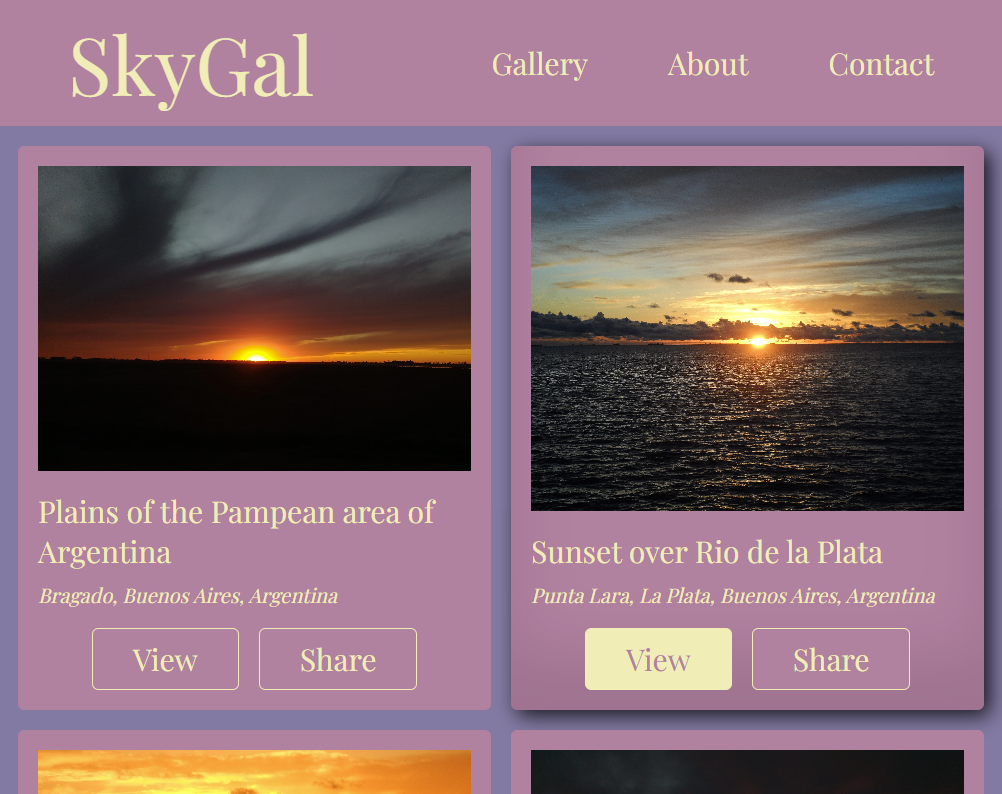 SkyGal
Gallery
About
Contact
Plains of the Pampean area of
Argentina
Bragado, Buenos Aires, Argentina
View
Share
Sunset over Rio de la Plata
Punta Lara, La Plata, Buenos Aires, Argentina
View
Share